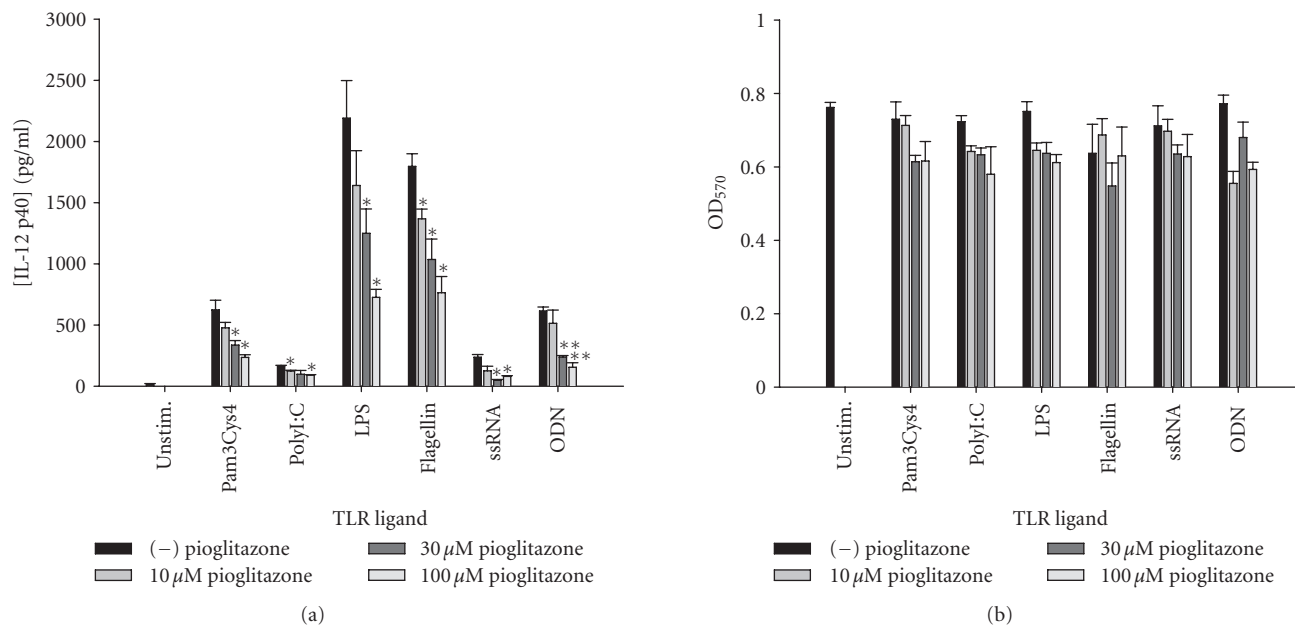 3000
2500
2000
1500
1000
500
0
[IL-12 p40] (pg/ml)
* *
* *
* *
* * *
* *
**
**
Unstim.
Pam3Cys4
PolyI:C
LPS
Flagellin
ssRNA
ODN
TLR ligand
(−) pioglitazone
10 μM pioglitazone
30 μM pioglitazone
100 μM pioglitazone
(a)
1
0.8
0.6
0.4
0.2
0
OD570
Unstim.
Pam3Cys4
PolyI:C
LPS
Flagellin
ssRNA
ODN
TLR ligand
(−) pioglitazone
10 μM pioglitazone
30 μM pioglitazone
100 μM pioglitazone
(b)